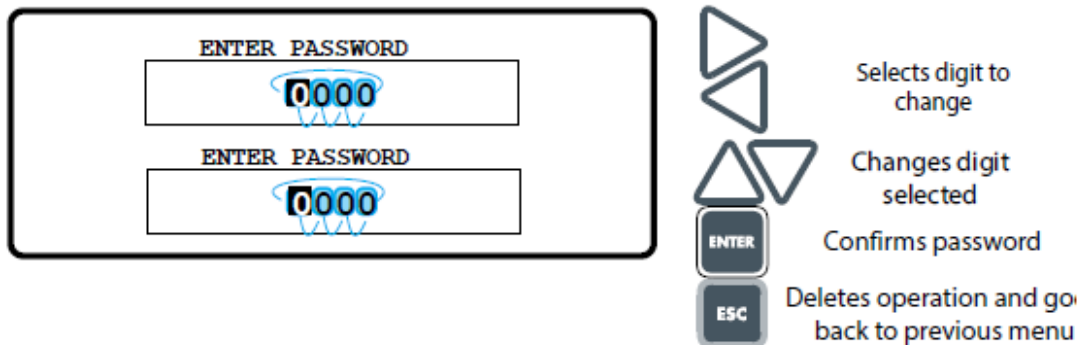 ENTER PASSWORD
0000
ENTER PASSWORD
0000
Selects digit to
change
Changes digit
selected
ENTER
Confirms password
ESC
Deletes operation and
back to previous menu